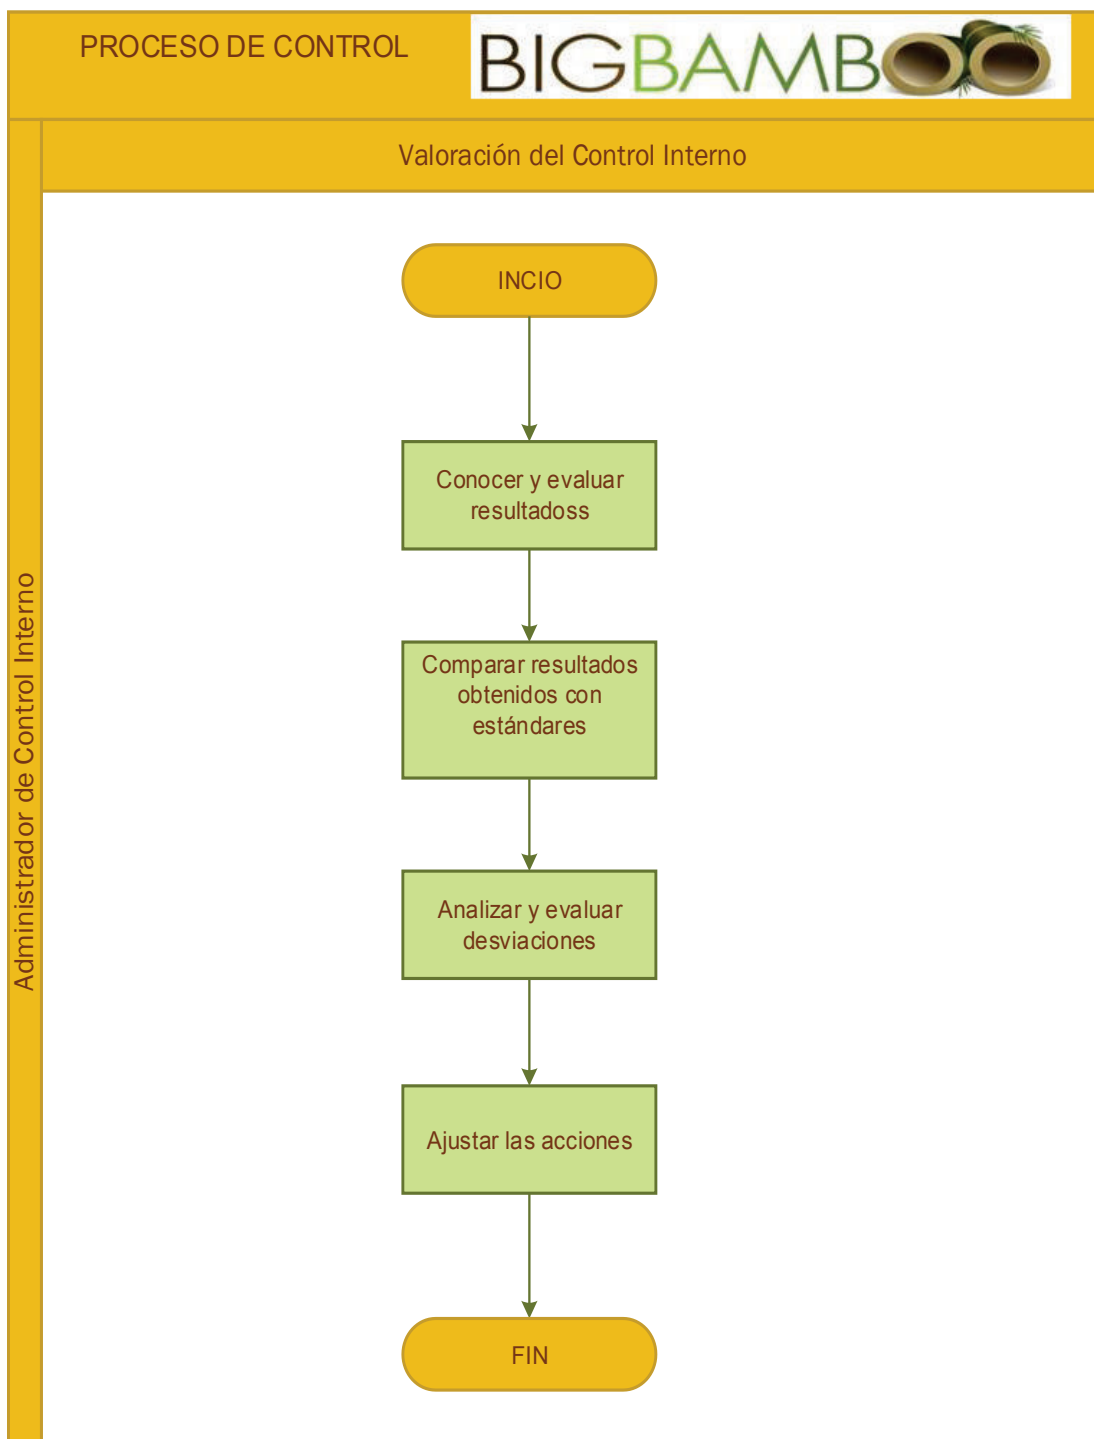 PROCESO DE CONTROL
BIGBAMBOO
Valoración del Control Interno
Administrador de Control Interno
INCIO
Conocer y evaluar
resultadoss
Comparar resultados
obtenidos con
estándares
Analizar y evaluar
desviaciones
Ajustar las acciones
FIN